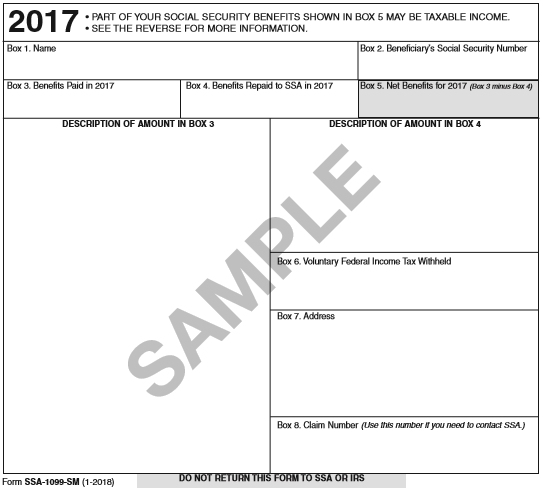 2017
• PART OF YOUR SOCIAL SECURITY BENEFITS SHOWN IN BOX 5 MAY BE TAXABLE INCOME.
• SEE THE REVERSE FOR MORE INFORMATION.
Box 1. Name
Box 2. Beneficiary's Social Security Number
Box 3. Benefits Paid in 2017
Box 4. Benefits Repaid to SSA in 2017
Box 5. Net Benefits for 2017 (Box 3 minus Box 4)
DESCRIPTION OF AMOUNT IN BOX 3
DESCRIPTION OF AMOUNT IN BOX 4
SAMPLE
Box 6. Voluntary Federal Income Tax Withheld
Box 7. Address
Box 8. Claim Number (Use this number if you need to contact SSA.)
Form SSA-1099-SM (1-2018)
DO NOT RETURN THIS FORM TO SSA OR IRS